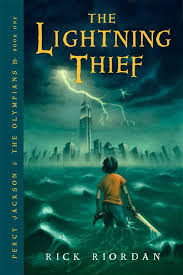 THE
LIGHTNING
THIEF
PERCY JACKSON & THE OLYMPIANS BOOK ONE
RICK RIORDAN